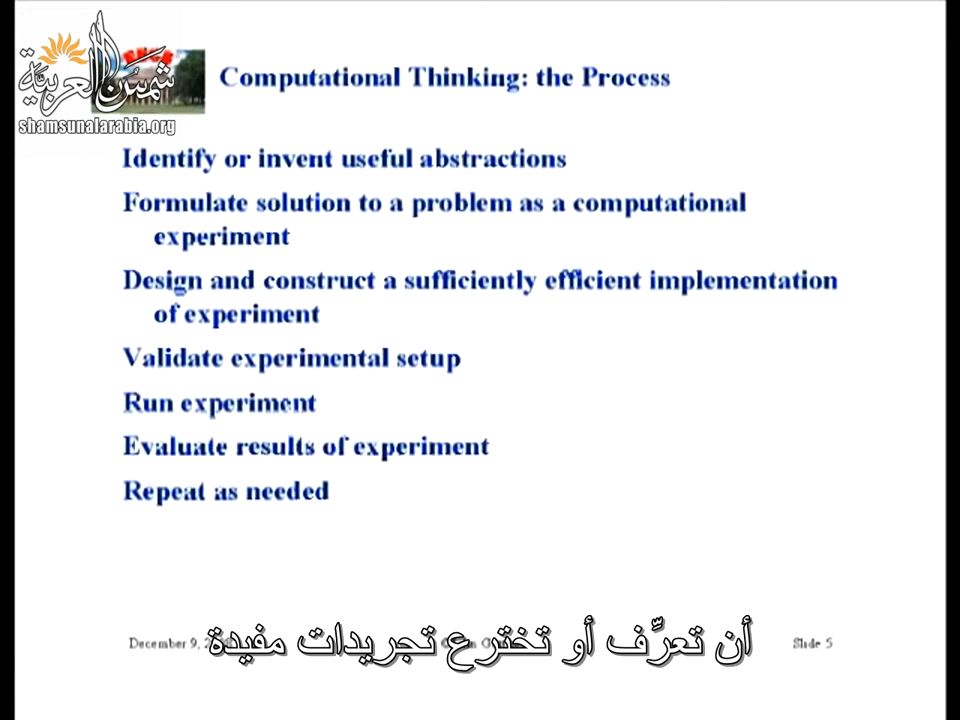 شمس العربية
shamsunalarabia.org
Computational Thinking: the Process
Identify or invent useful abstractions
Formulate solution to a problem as a computational
experiment
Design and construct a sufficiently efficient implementation
of experiment
Validate experimental setup
Run experiment
Evaluate results of experiment
Repeat as needed
December 9,
Slide 5
أن تعرِّف أو تخترع تجريدات مفيدة